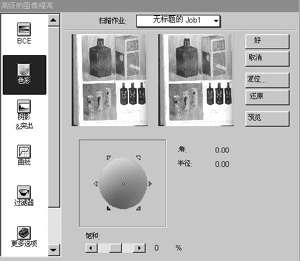 高级的图像提高
扫描作业: 无标题的 Job1
BCE
色彩
阴影
&突出
曲线
过滤器
更多选项
好
取消
复位...
还原
预览
角: 0.00
半径: 0.00
饱和:
0 %